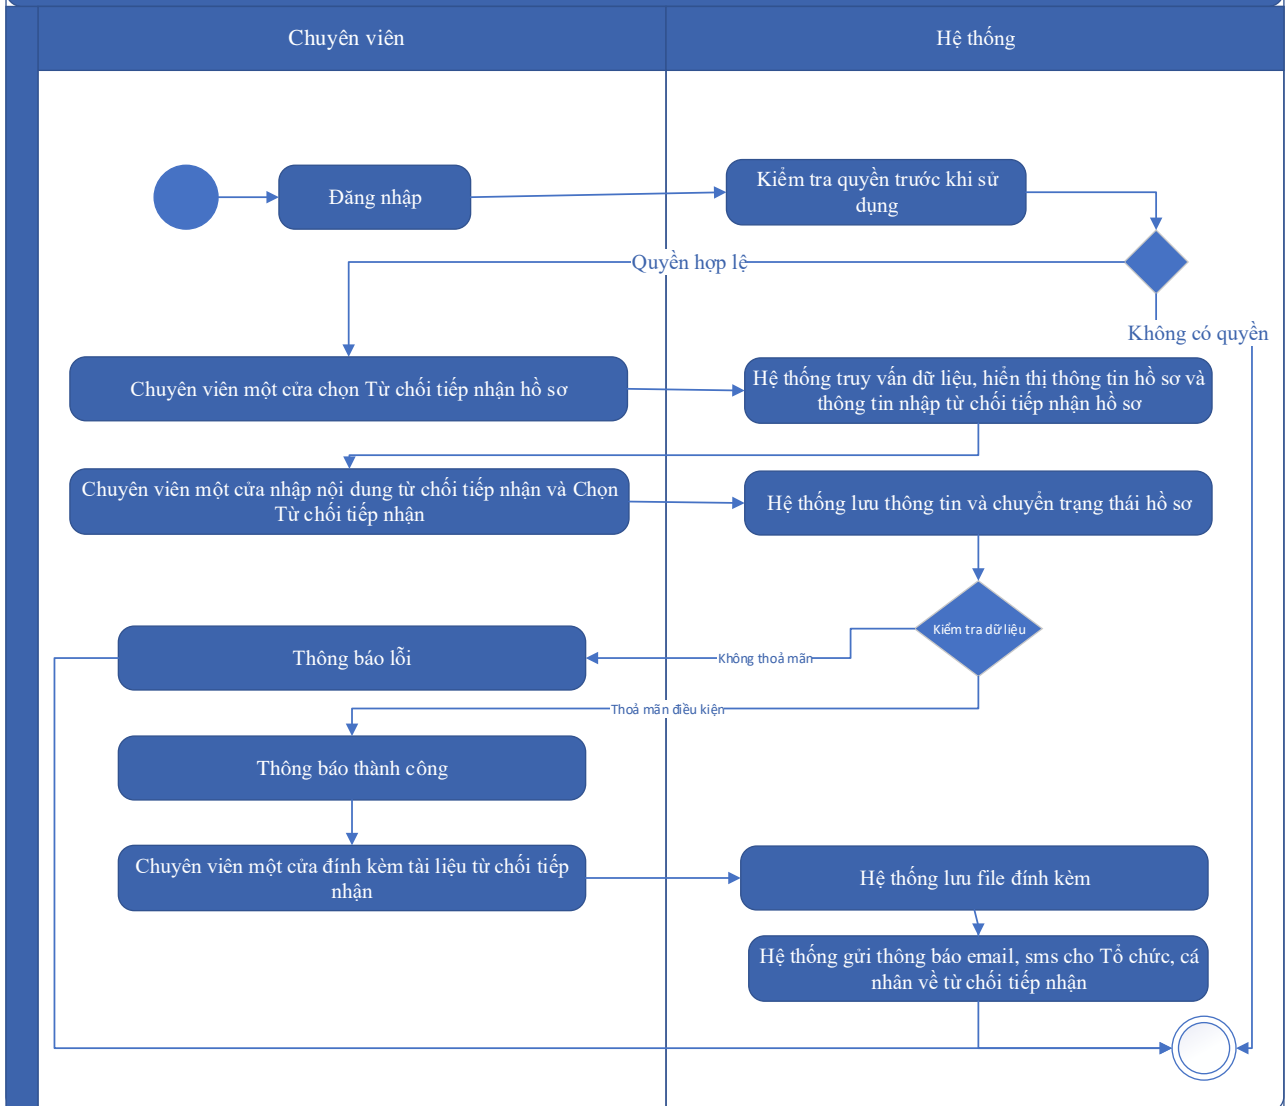 Chuyên viên
Hệ thống
Đăng nhập
Kiểm tra quyền trước khi sử
dụng
Quyền hợp lệ
Không có quyền
Chuyên viên một cửa chọn Từ chối tiếp nhận hồ sơ
Hệ thống truy vấn dữ liệu, hiển thị thông tin hồ sơ và
thông tin nhập từ chối tiếp nhận hồ sơ
Chuyên viên một cửa nhập nội dung từ chối tiếp nhận và Chọn
Từ chối tiếp nhận
Hệ thống lưu thông tin và chuyển trạng thái hồ sơ
Kiểm tra dữ liệu
Không thoả mãn
Thông báo lỗi
Thoả mãn điều kiện
Thông báo thành công
Chuyên viên một cửa đính kèm tài liệu từ chối tiếp
nhận
Hệ thống lưu file đính kèm
Hệ thống gửi thông báo email, sms cho Tổ chức, cá
nhân về từ chối tiếp nhận